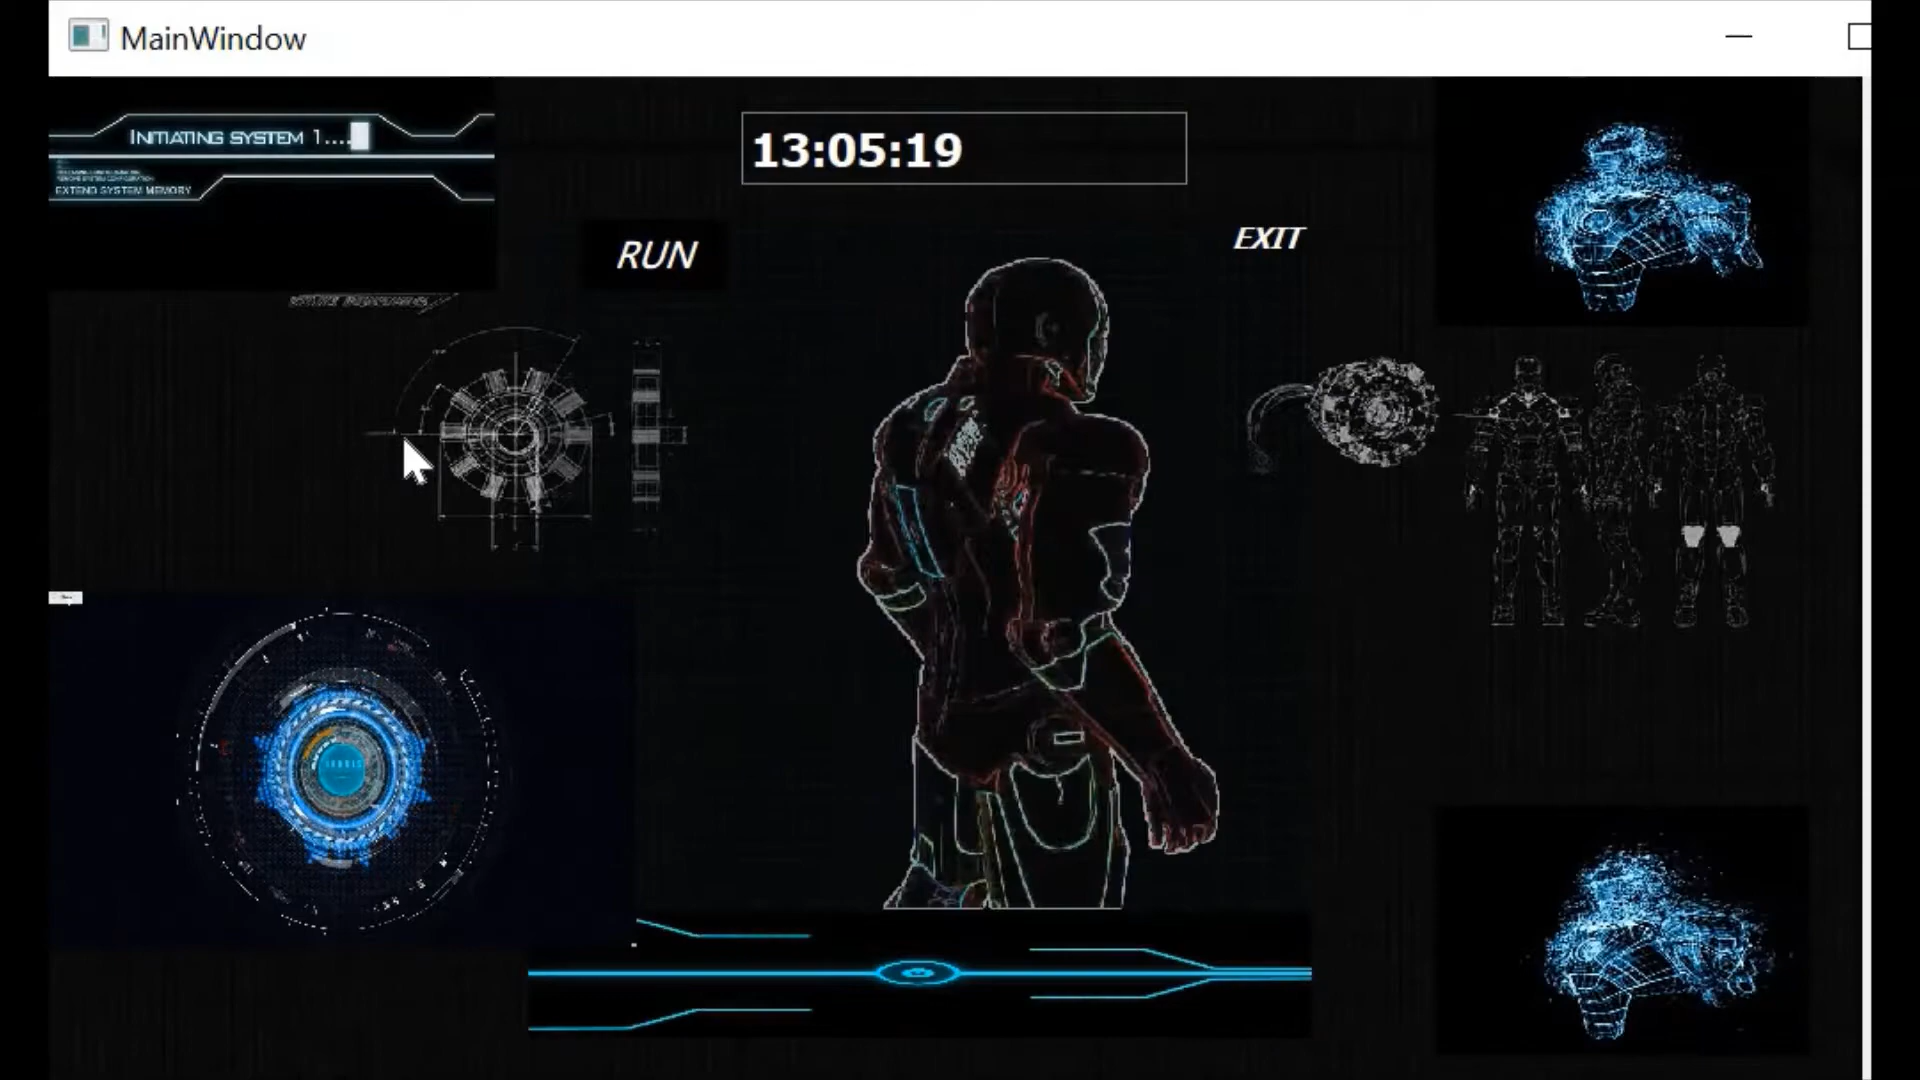 MainWindow
INITIATING SYSTEM 1....
EXTEND SYSTEM MEMORY
13:05:19
RUN
EXIT